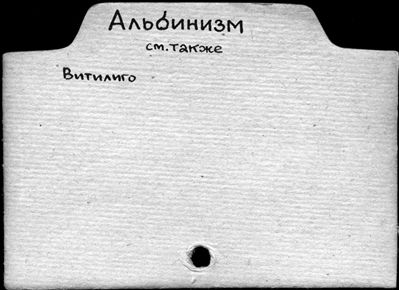 Альбинизм
см. также
Витилиго